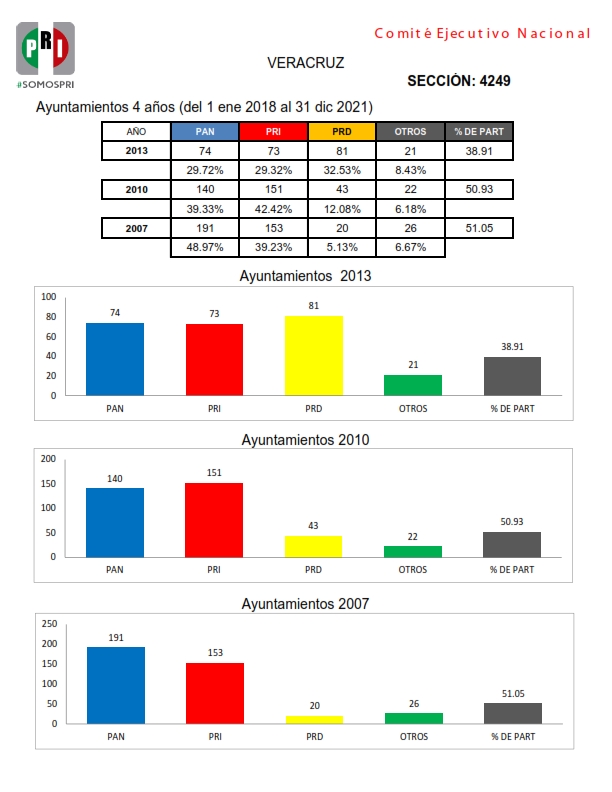 Comité Ejecutivo Nacional
PRI
#SOMOSPRI
VERACRUZ
SECCIÒN: 4249
Ayuntamientos 4 años (del 1 ene 2018 al 31 dic 2021)
AÑO PAN PRI PRD OTROS % DE PART
2013 74 73 81 21 38.91
29.72% 29.32% 32.53% 8.43%
2010 140 151 43 22 50.93
39.33% 42.42% 12.08% 6.18%
2007 191 153 20 26 51.05
48.97% 39.23% 5.13% 6.67%
Ayuntamientos 2013
100
80
60
40
20
0
74 73 81 21 38.91
PAN PRI PRD OTROS % DE PART
Ayuntamientos 2010
200
150
100
50
0
140 151 43 22 50.93
PAN PRI PRD OTROS % DE PART
Ayuntamientos 2007
250
200
150
100
50
0
191 153 20 26 51.05
PAN PRI PRD OTROS % DE PART